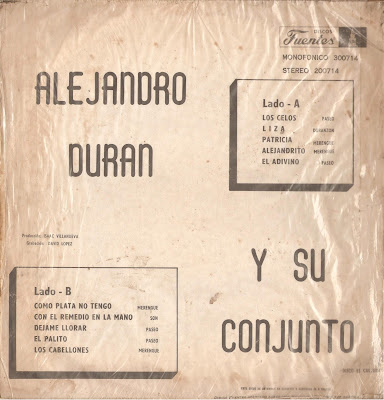 DISCOS
Fuentes
MONOFONICO 300714
STEREO 200714
ALEJANDRO
DURAN
Lado - A
LOS CELOS PASEO
LIZA
PATRICIA MERENGUE
ALEJANDRITO MERENGUE
EL ADIVINO PASEO
Lado - B
COMO PLATA NO TENGO MERENGUE
CON EL REMEDIO EN LA MANO SON
DEJAME LLORAR PASEO
EL PALITO PASEO
LOS CABELLONES MERENGUE
Y SU
CONJUNTO